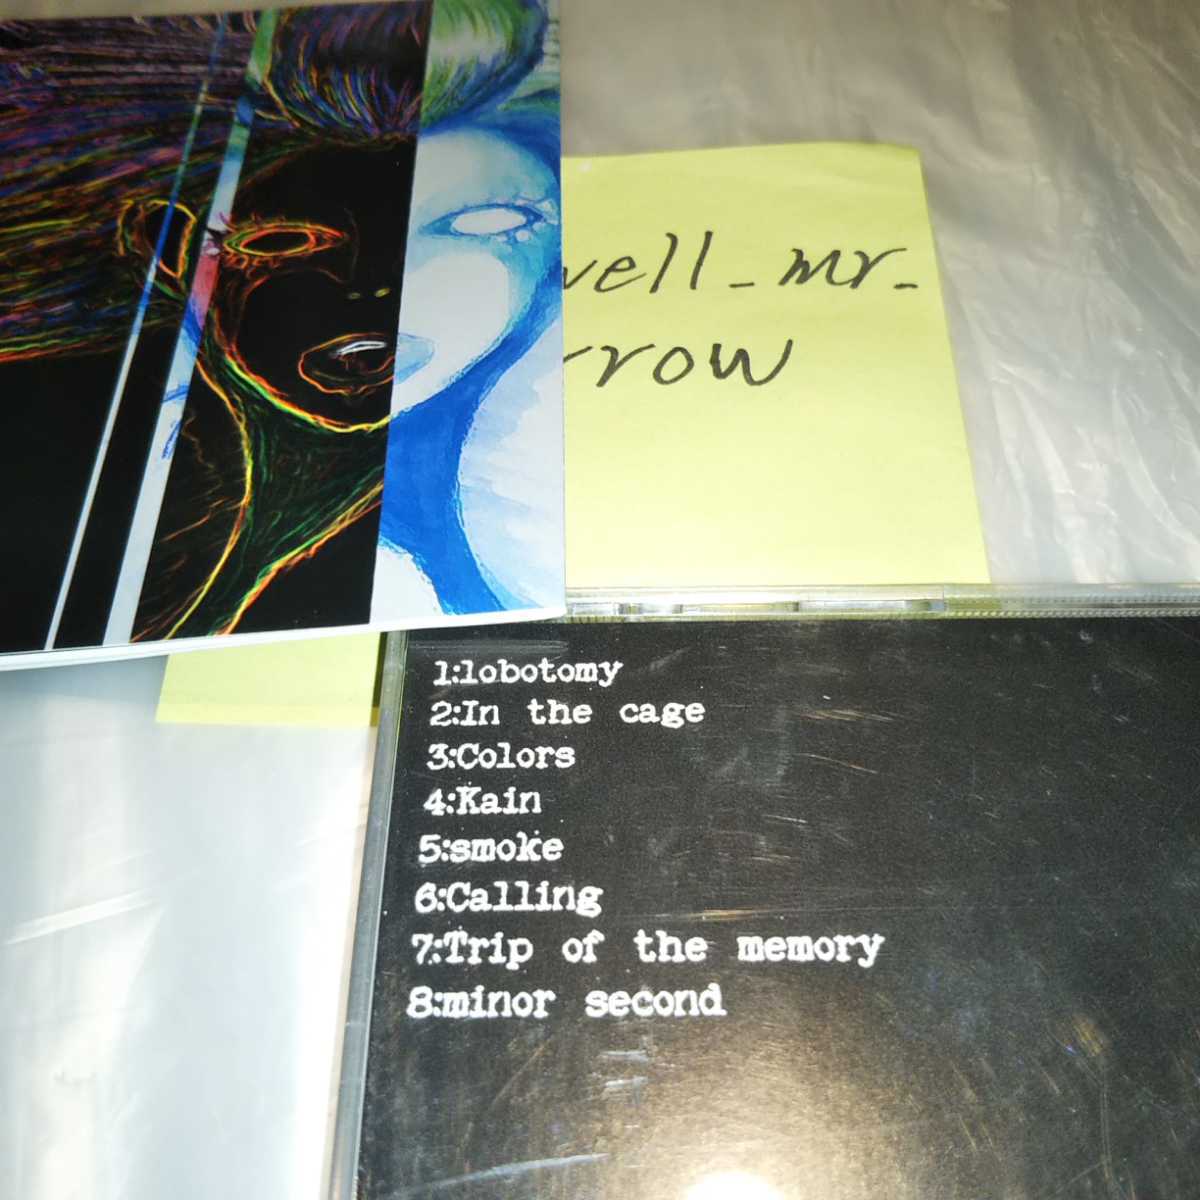 well_mr_
rrow
1:lobotomy
2:In the cage
3:Colors
4:Kain
5:smoke
6:Calling
7:Trip of the memory
8:minor second